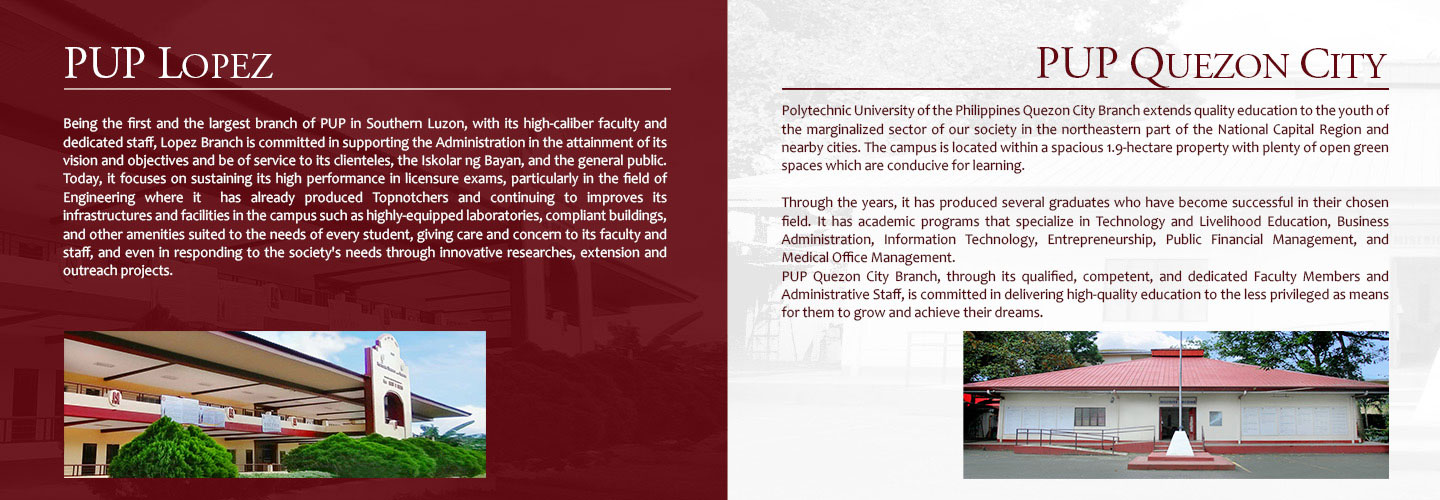 PUP LOPEZ
Being the first and the largest branch of PUP in Southern Luzon, with its high-caliber faculty and
dedicated staff, Lopez Branch is committed in supporting the Administration in the attainment of its
vision and objectives and be of service to its clienteles, the Iskolar ng Bayan, and the general public.
Today, it focuses on sustaining its high performance in licensure exams, particularly in the field of
Engineering where it has already produced Topnotchers and continuing to improves its
infrastructures and facilities in the campus such as highly-equipped laboratories, compliant buildings,
and other amenities suited to the needs of every student, giving care and concern to its faculty and
staff, and even in responding to the society's needs through innovative researches, extension and
outreach projects.
PUP QUEZON CITY
Polytechnic University of the Philippines Quezon City Branch extends quality education to the youth of
the marginalized sector of our society in the northeastern part of the National Capital Region and
nearby cities. The campus is located within a spacious 1.9-hectare property with plenty of open green
spaces which are conducive for learning.
Through the years, it has produced several graduates who have become successful in their chosen
field. It has academic programs that specialize in Technology and Livelihood Education, Business
Administration, Information Technology, Entrepreneurship, Public Financial Management, and
Medical Office Management.
PUP Quezon City Branch, through its qualified, competent, and dedicated Faculty Members and
Administrative Staff, is committed in delivering high-quality education to the less privileged as means
for them to grow and achieve their dreams.